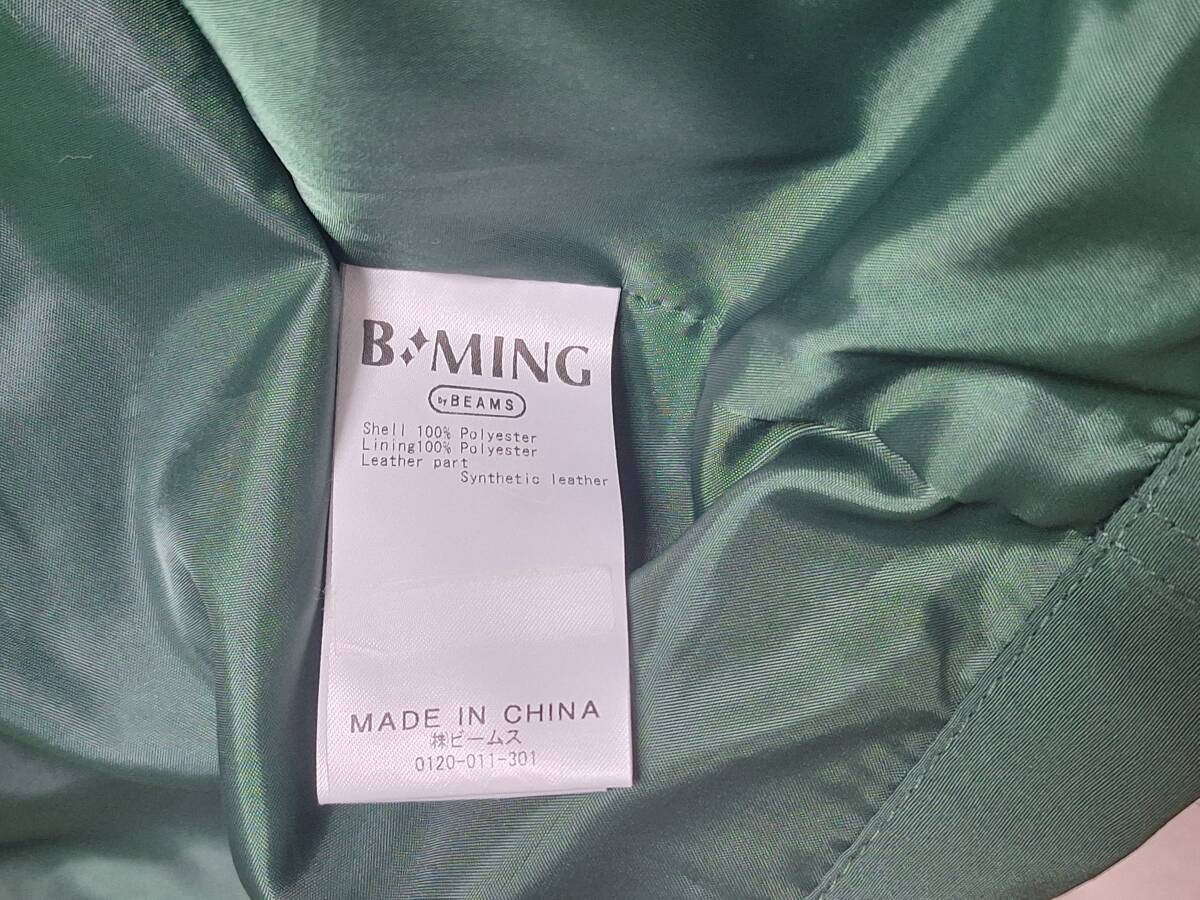 B MING
by BEAMS
Shell 100% Polyester
Lining100% Polyester
Leather part
Synthetic leather
MADE IN CHINA
㈱ビームス
0120-011-301